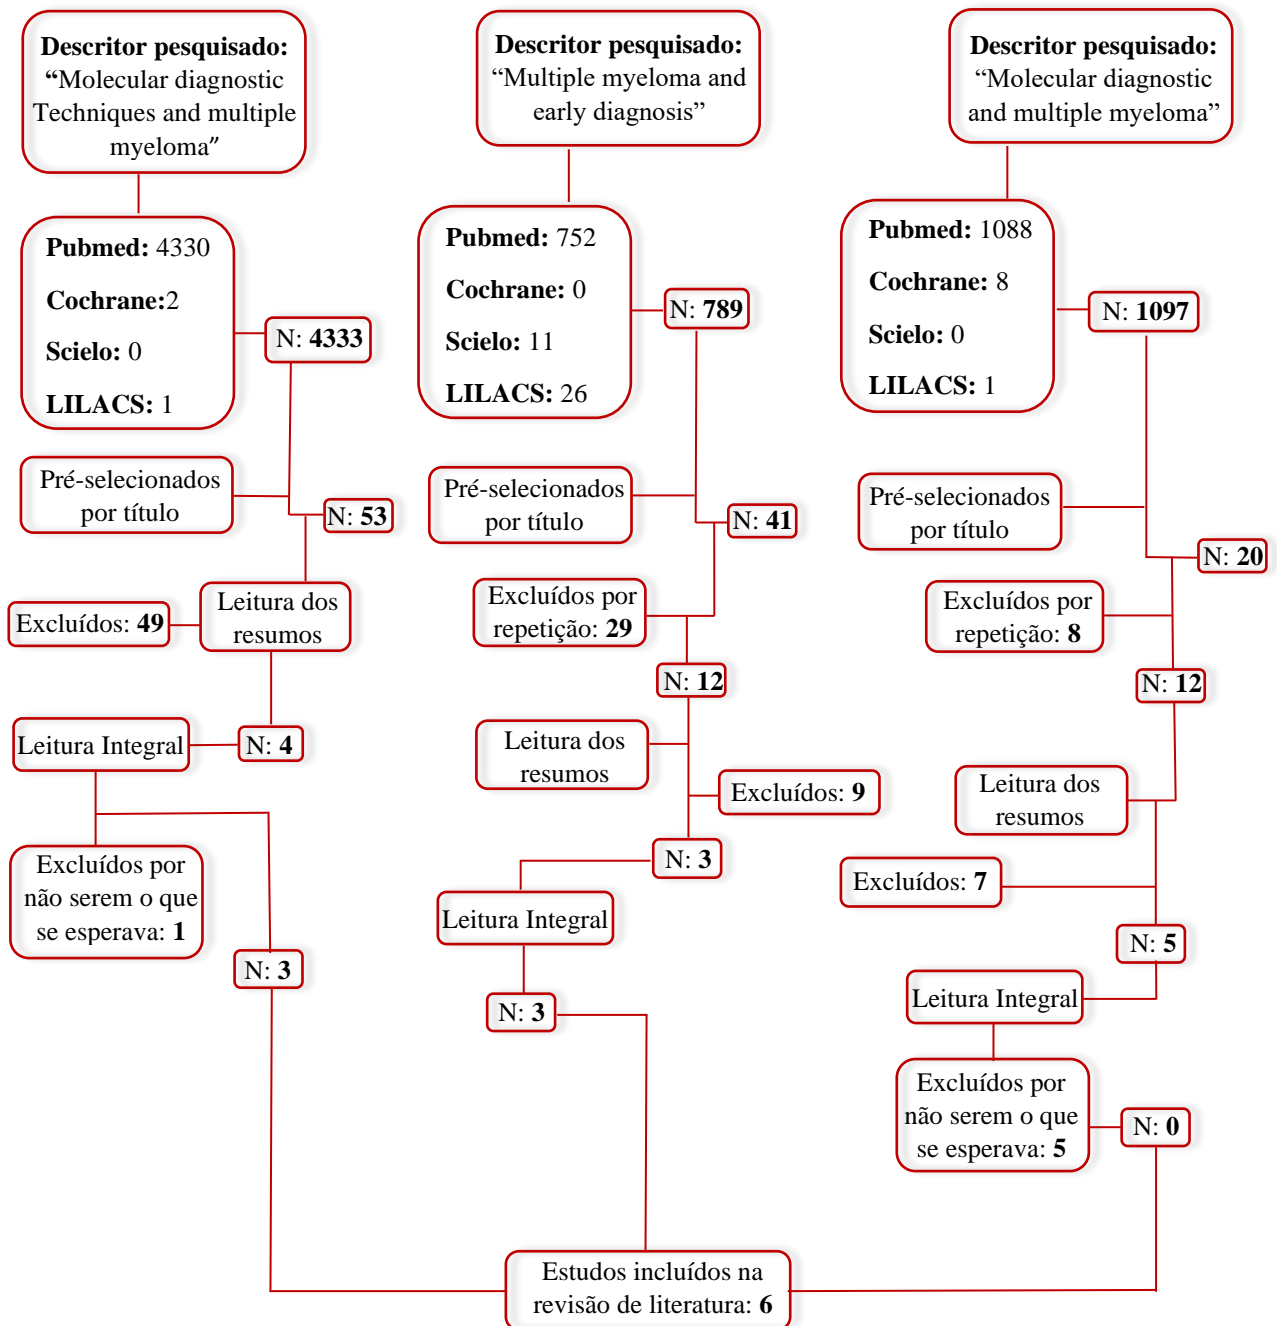 Descritor pesquisado:
“Molecular diagnostic
Techniques and multiple
myeloma”
Pubmed: 4330
Cochrane:2
Scielo: 0
LILACS: 1
N: 4333
Pré-selecionados
por título
N: 53
Leitura dos
resumos
Excluídos: 49
Leitura Integral
N: 4
Excluídos por
não serem o que
se esperava: 1
N: 3
Descritor pesquisado:
“Multiple myeloma and
early diagnosis”
Pubmed: 752
Cochrane: 0
Scielo: 11
LILACS: 26
N: 789
Pré-selecionados
por título
N: 41
Excluídos por
repetição: 29
N: 12
Leitura dos
resumos
Excluídos: 9
N: 3
Leitura Integral
N: 3
Descritor pesquisado:
“Molecular diagnostic
and multiple myeloma”
Pubmed: 1088
Cochrane: 8
Scielo: 0
LILACS: 1
N: 1097
Pré-selecionados
por título
N: 20
Excluídos por
repetição: 8
N: 12
Leitura dos
resumos
Excluídos: 7
N: 5
Leitura Integral
Excluídos por
não serem o que
se esperava: 5
N: 0
Estudos incluídos na
revisão de literatura: 6